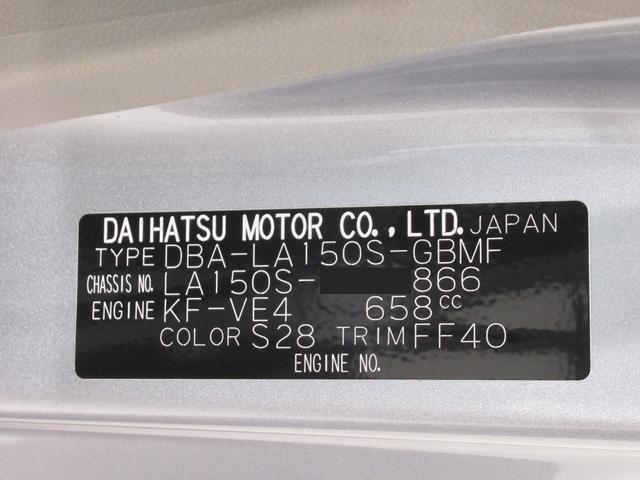 DAIHATSU MOTOR CO., LTD. JAPAN
TYPE DBA-LA150S-GBMF
CHASSIS NO. LA150S-866
ENGINE KF-VE4 658cc
COLOR S28 TRIM FF40
ENGINE NO.